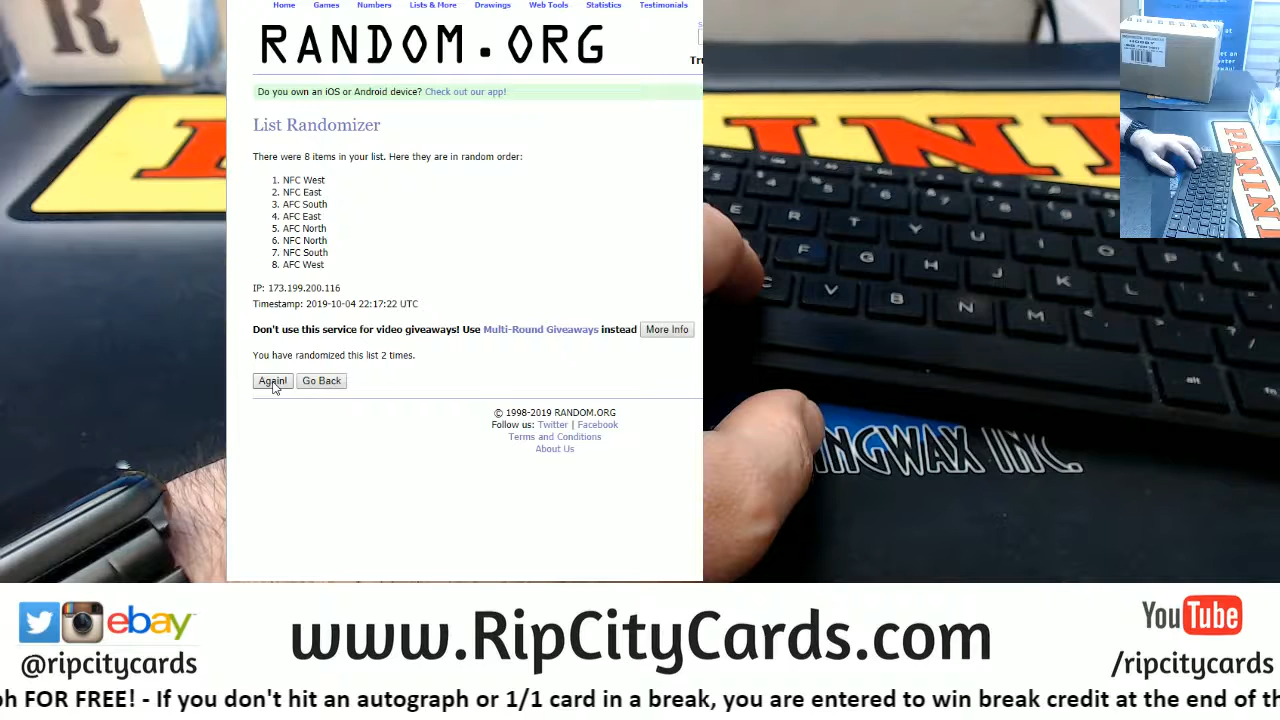 Home Games Numbers Lists & More Drawings Web Tools Statistics Testimonials
RANDOM.ORG
Do you own an iOS or Android device? Check out our app!
List Randomizer
There were 8 items in your list. Here they are in random order:
1. NFC West
2. NFC East
3. AFC South
4. AFC East
5. AFC North
6. NFC North
7. NFC South
8. AFC West
IP: 173.199.200.116
Timestamp: 2019-10-04 22:17:22 UTC
Don't use this service for video giveaways! Use Multi-Round Giveaways instead More Info
You have randomized this list 2 times.
Again! Go Back
© 1998-2019 RANDOM.ORG
Follow us: Twitter | Facebook
Terms and Conditions
About Us
R
INI
E R T Y U I O P
F G H J K L
C V B N M
alt
INGWAX INC.
HOBBY
PANINI
ebay
@ripcitycards
www.RipCityCards.com
YouTube
/ripcitycards
ph FOR FREE! - If you don't hit an autograph or 1/1 card in a break, you are entered to win break credit at the end of th